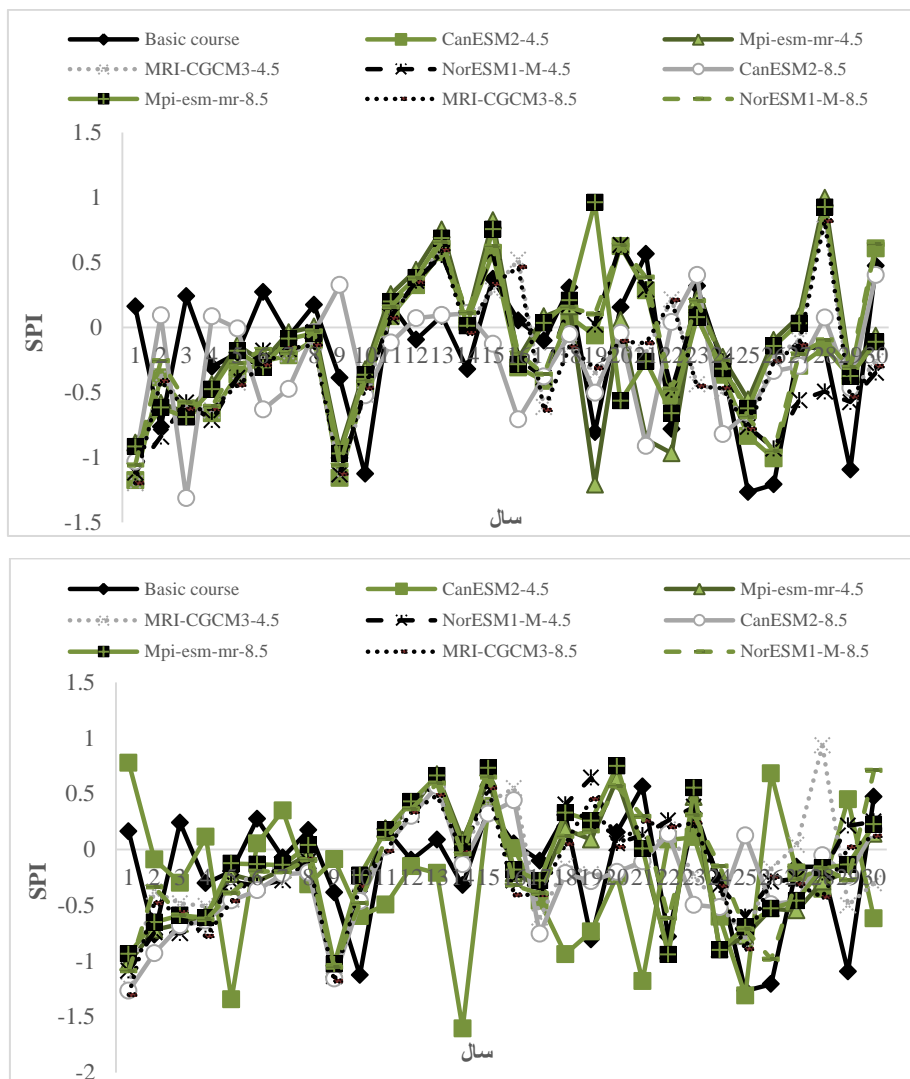 Basic course CanESM2-4.5 Mpi-esm-mr-4.5
MRI-CGCM3-4.5 NorESM1-M-4.5 CanESM2-8.5
Mpi-esm-mr-8.5 MRI-CGCM3-8.5 NorESM1-M-8.5
1.5
1
0.5
0
-0.5
-1
-1.5
SPI
1 2 3 4 5 6 7 8 9 10 11 12 13 14 15 16 17 18 19 20 21 22 23 24 25 26 27 28 29 30
سال
Basic course CanESM2-4.5 Mpi-esm-mr-4.5
MRI-CGCM3-4.5 NorESM1-M-4.5 CanESM2-8.5
Mpi-esm-mr-8.5 MRI-CGCM3-8.5 NorESM1-M-8.5
1.5
1
0.5
0
-0.5
-1
-1.5
-2
SPI
1 2 3 4 5 6 7 8 9 10 11 12 13 14 15 16 17 18 19 20 21 22 23 24 25 26 27 28 29 30
سال